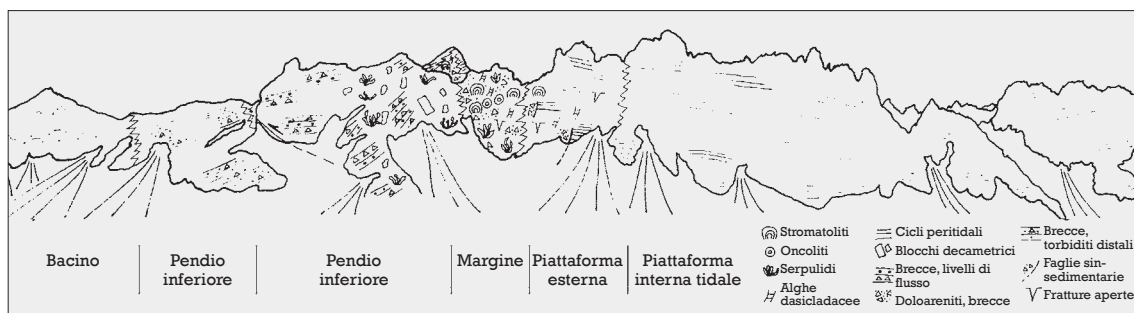 Bacino
Pendio
inferiore
Pendio
inferiore
Margine
Piattaforma
esterna
Piattaforma
interna tidale
Stromatoliti
Oncoliti
Serpulidi
Alghe
dasicladacee
Cicli peritidali
Blocchi decametrici
Brecce, livelli di
flusso
Doloareniti, brecce
Brecce,
torbiditi distali
Faglie sin-
sedimentarie
Fratture aperte